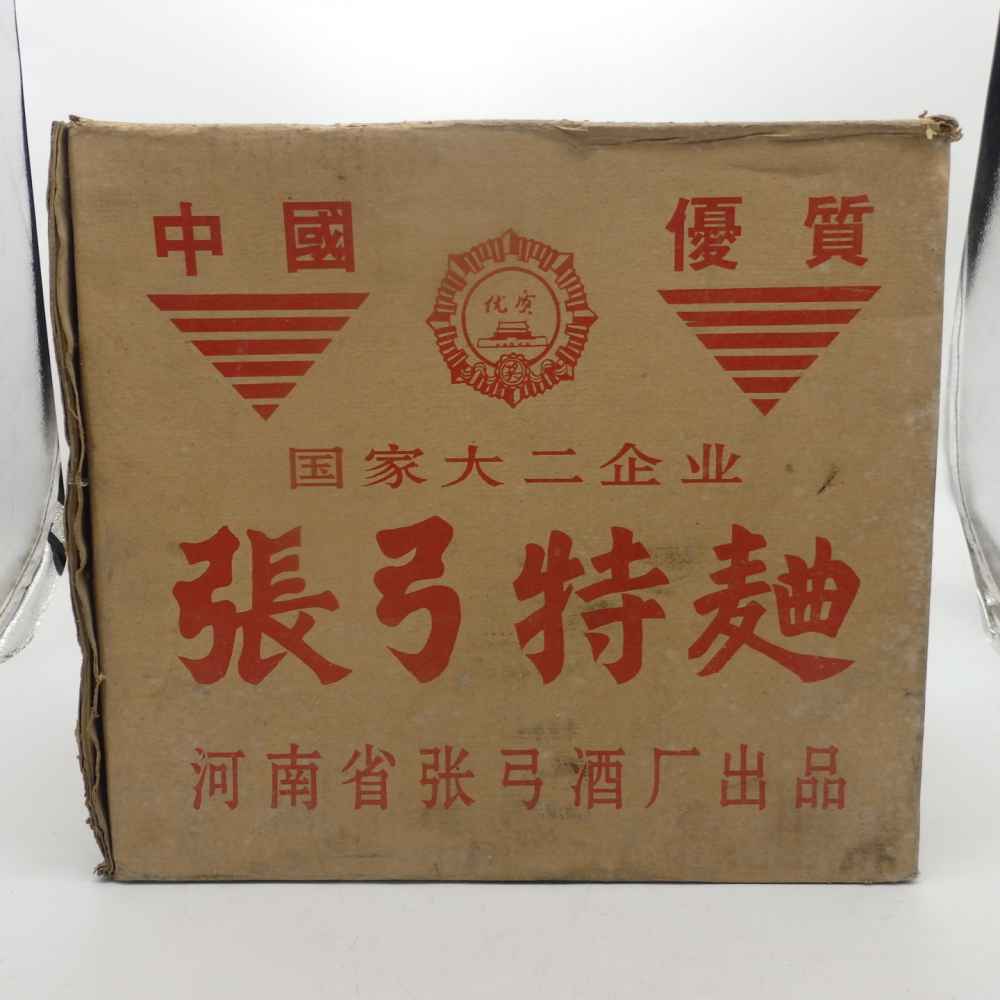 中國 優質
优质
国家大二企业
張弓特麯
河南省张弓酒厂出品